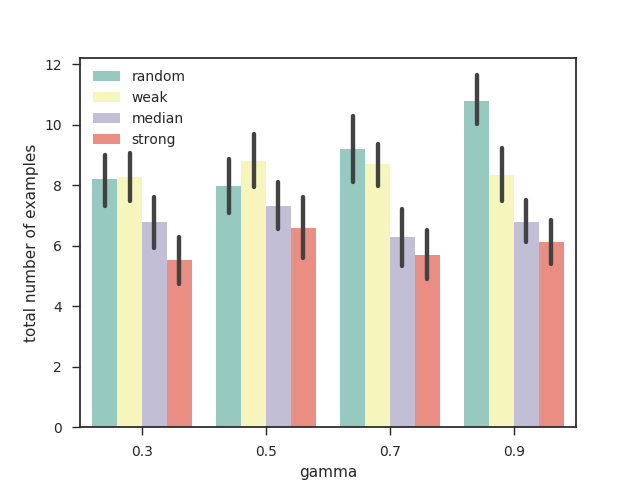 random
weak
median
strong
total number of examples
12
10
8
6
4
2
0
0.3 0.5 0.7 0.9
gamma